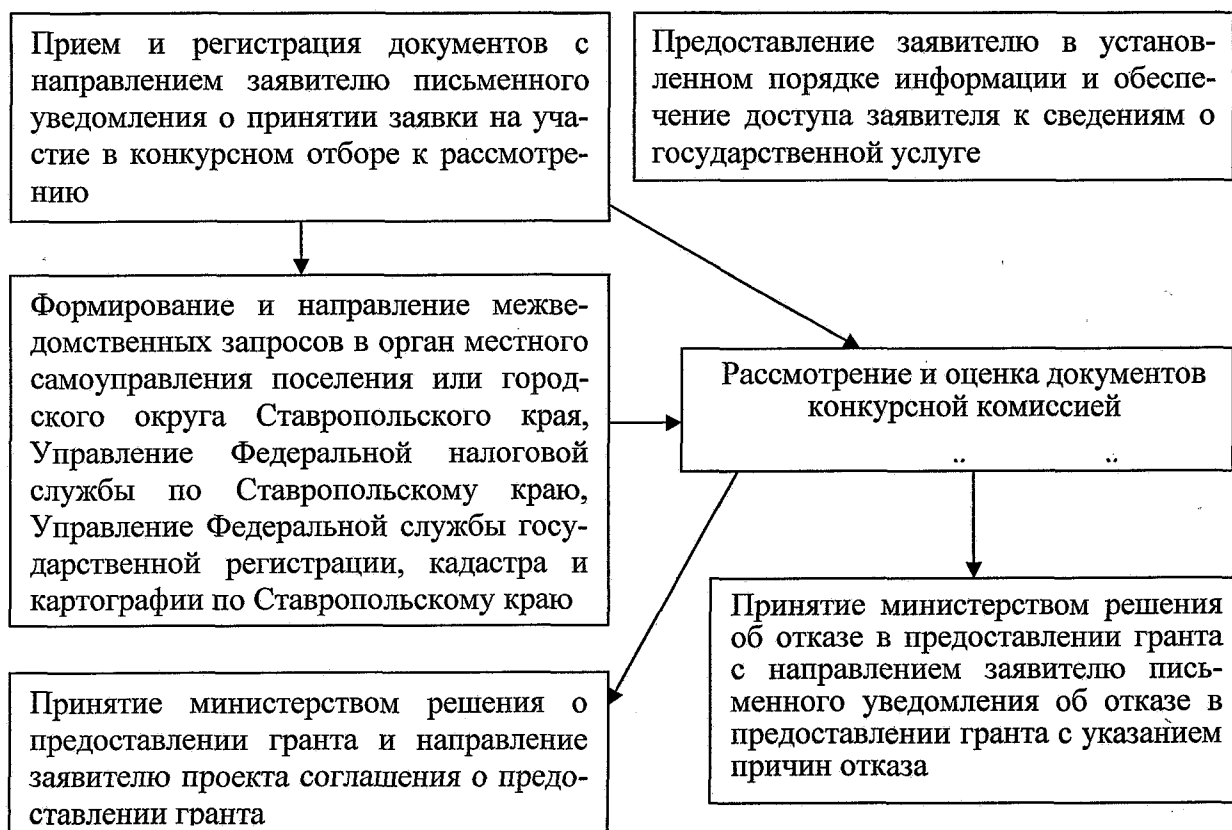 Прием и регистрация документов с
направлением заявителю письменного
уведомления о принятии заявки на уча-
стие в конкурсном отборе к рассмотре-
нию
Предоставление заявителю в установ-
ленном порядке информации и обеспе-
чение доступа заявителя к сведениям о
государственной услуге
Формирование и направление межве-
домственных запросов в орган местного
самоуправления поселения или город-
ского округа Ставропольского края,
Управление Федеральной налоговой
службы по Ставропольскому краю,
Управление Федеральной службы госу-
дарственной регистрации, кадастра и
картографии по Ставропольскому краю
Рассмотрение и оценка документов
конкурсной комиссией
Принятие министерством решения
об отказе в предоставлении гранта
с направлением заявителю пись-
менного уведомления об отказе в
предоставлении гранта с указанием
причин отказа
Принятие министерством решения о
предоставлении гранта и направление
заявителю проекта соглашения о предо-
ставлении гранта